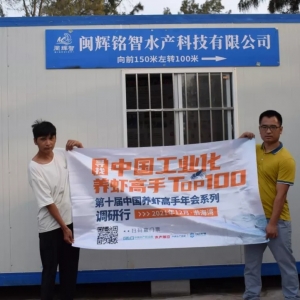 闽辉铭智水产科技有限公司
向前150米左转100米
中国工业化
养虾高手TOP100
第十届中国养虾高手年会系列
调研行